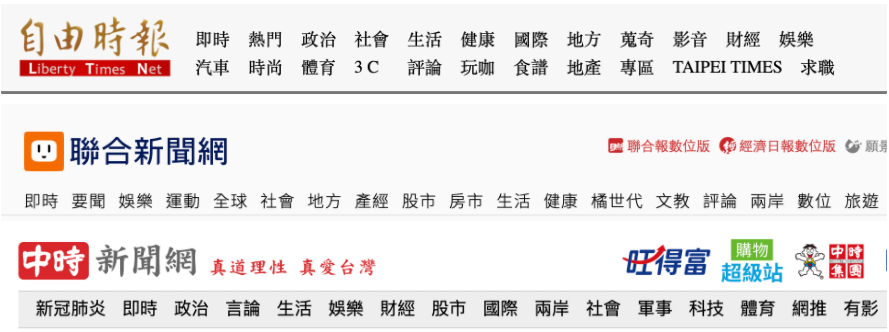 自由時報 即時 熱門 政治 社會 生活 健康 國際 地方 蒐奇 影音 財經 娛樂
Liberty Times Net 汽車 時尚 體育 3 C 評論 玩咖 食譜 地產 專區 TAIPEI TIMES 求職
聯合新聞網 聯合報數位版 經濟日報數位版 願景
即時 要聞 娛樂 運動 全球 社會 地方 產經 股市 房市 生活 健康 橘世代 文教 評論 兩岸 數位 旅遊
中時 新聞網 真道理性 真愛台灣 旺得富 購物 超級站 中時 集團
新冠肺炎 即時 政治 言論 生活 娛樂 財經 股市 國際 兩岸 社會 軍事 科技 體育 網推 有影